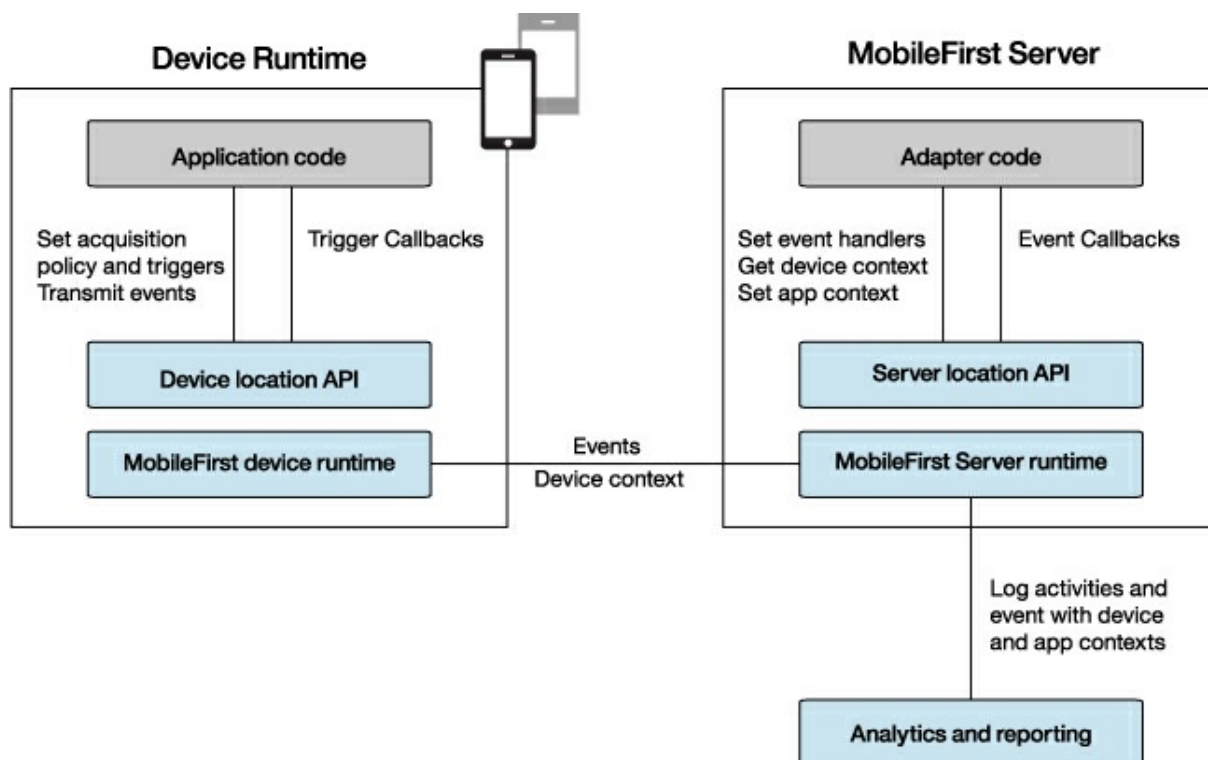 Device Runtime
Application code
Set acquisition
policy and triggers
Transmit events
Trigger Callbacks
Device location API
MobileFirst device runtime
Events
Device context
MobileFirst Server
Adapter code
Set event handlers
Get device context
Set app context
Event Callbacks
Server location API
MobileFirst Server runtime
Log activities and
event with device
and app contexts
Analytics and reporting